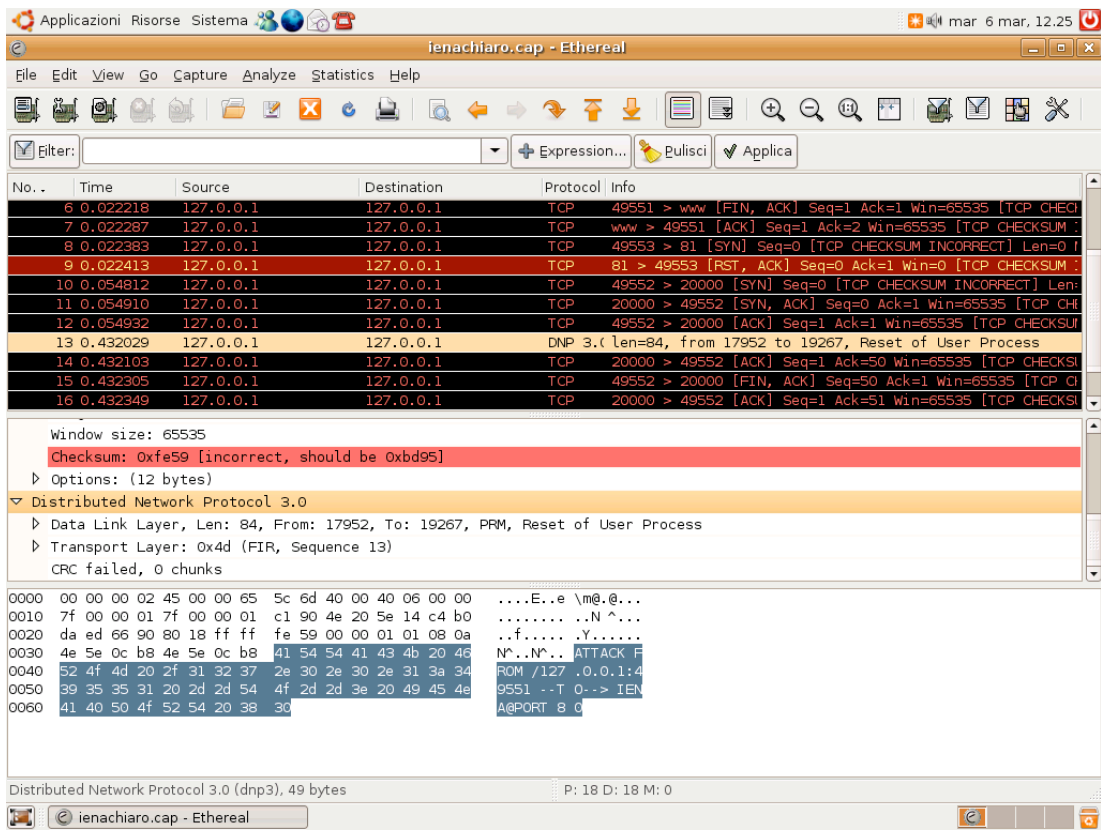 Applicazioni Risorse Sistema mar 6 mar, 12.25
ienachiaro.cap - Ethereal
File Edit View Go Capture Analyze Statistics Help
Filter: Expression... Pulisci Applica
No. . Time Source Destination Protocol Info
6 0.022218 127.0.0.1 127.0.0.1 TCP 49551 > www [FIN, ACK] Seq=1 Ack=1 Win=65535 [TCP CHECK
7 0.022287 127.0.0.1 127.0.0.1 TCP www > 49551 [ACK] Seq=1 Ack=2 Win=65535 [TCP CHECKSUM
8 0.022383 127.0.0.1 127.0.0.1 TCP 49553 > 81 [SYN] Seq=0 [TCP CHECKSUM INCORRECT] Len=0
9 0.022413 127.0.0.1 127.0.0.1 TCP 81 > 49553 [RST, ACK] Seq=0 Ack=1 Win=0 [TCP CHECKSUM
10 0.054812 127.0.0.1 127.0.0.1 TCP 49552 > 20000 [SYN] Seq=0 [TCP CHECKSUM INCORRECT] Len=
11 0.054910 127.0.0.1 127.0.0.1 TCP 20000 > 49552 [SYN, ACK] Seq=0 Ack=1 Win=65535 [TCP CHE
12 0.054932 127.0.0.1 127.0.0.1 TCP 49552 > 20000 [ACK] Seq=1 Ack=1 Win=65535 [TCP CHECKSUM
13 0.432029 127.0.0.1 127.0.0.1 DNP 3.0 len=84, from 17952 to 19267, Reset of User Process
14 0.432103 127.0.0.1 127.0.0.1 TCP 20000 > 49552 [ACK] Seq=1 Ack=50 Win=65535 [TCP CHECKSU
15 0.432305 127.0.0.1 127.0.0.1 TCP 49552 > 20000 [FIN, ACK] Seq=50 Ack=1 Win=65535 [TCP CH
16 0.432349 127.0.0.1 127.0.0.1 TCP 20000 > 49552 [ACK] Seq=1 Ack=51 Win=65535 [TCP CHECKSU
Window size: 65535
Checksum: 0xfe59 [incorrect, should be 0xbd95]
Options: (12 bytes)
Distributed Network Protocol 3.0
Data Link Layer, Len: 84, From: 17952, To: 19267, PRM, Reset of User Process
Transport Layer: 0x4d (FIR, Sequence 13)
CRC failed, 0 chunks
0000 00 00 00 02 45 00 00 65 5c 6d 40 00 40 06 00 00 ....E..e \m@.@...
0010 7f 00 00 01 7f 00 00 01 c1 90 4e 20 5e 14 c4 b0 ........ ..N ^...
0020 da ed 66 90 80 18 ff ff fe 59 00 00 01 01 08 0a ..f..... .Y......
0030 4e 5e 0c b8 4e 5e 0c b8 41 54 54 41 43 4b 20 46 N^..N^.. ATTACK F
0040 52 4f 4d 20 2f 31 32 37 2e 30 2e 30 2e 31 3a 34 ROM /127 .0.0.1:4
0050 39 35 35 31 20 2d 2d 54 4f 2d 2d 3e 20 49 45 4e 9551 --T O--> IEN
0060 41 40 50 4f 52 54 20 38 30 A@PORT 8 0
Distributed Network Protocol 3.0 (dnp3), 49 bytes P: 18 D: 18 M: 0
ienachiaro.cap - Ethereal